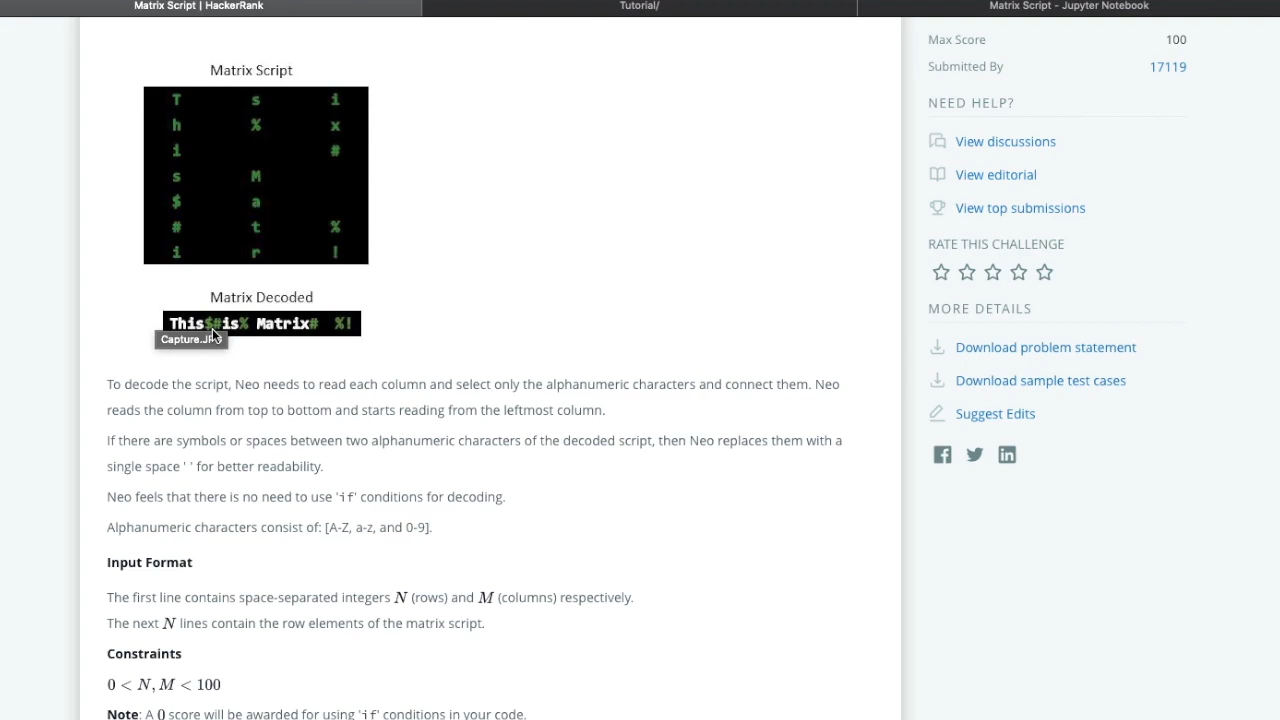 Matrix Script | HackerRank
Tutorial/
Matrix Script - Jupyter Notebook
Matrix Script
T s i
h % x
i #
s M
$ a
# t %
i r !
Matrix Decoded
This$#is% Matrix#  %!
To decode the script, Neo needs to read each column and select only the alphanumeric characters and connect them. Neo
reads the column from top to bottom and starts reading from the leftmost column.
If there are symbols or spaces between two alphanumeric characters of the decoded script, then Neo replaces them with a
single space ' ' for better readability.
Neo feels that there is no need to use 'if' conditions for decoding.
Alphanumeric characters consist of: [A-Z, a-z, and 0-9].
Input Format
The first line contains space-separated integers N (rows) and M (columns) respectively.
The next N lines contain the row elements of the matrix script.
Constraints
0 < N, M < 100
Note: A 0 score will be awarded for using 'if' conditions in your code.
Max Score 100
Submitted By 17119
NEED HELP?
View discussions
View editorial
View top submissions
RATE THIS CHALLENGE
MORE DETAILS
Download problem statement
Download sample test cases
Suggest Edits